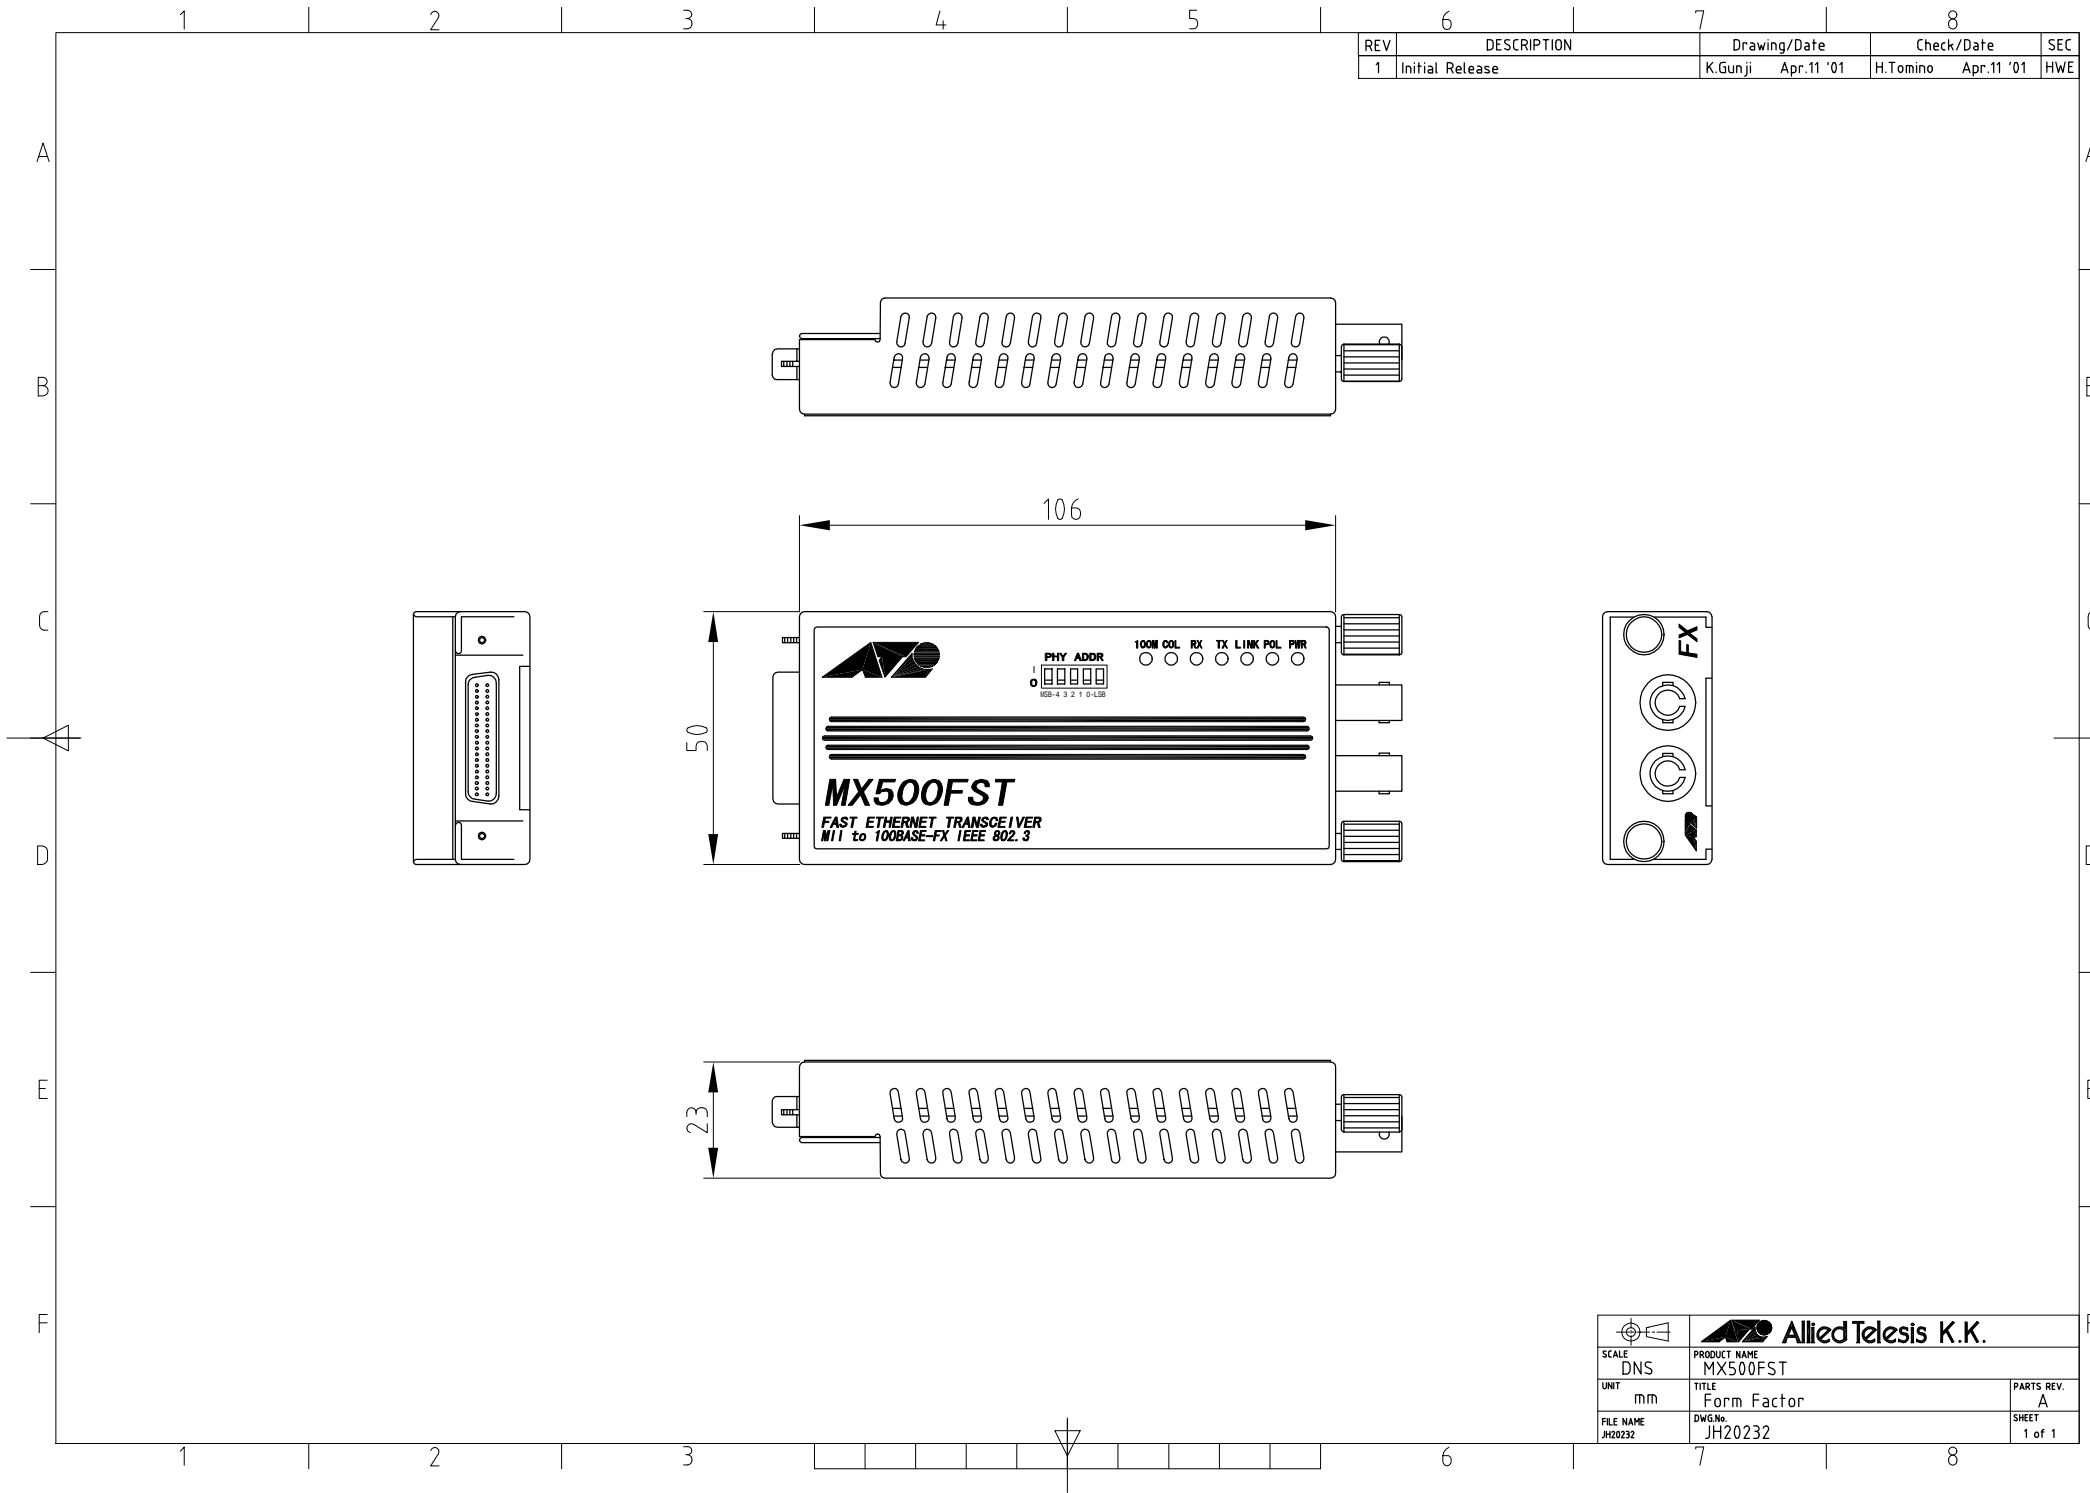 1 2 3 4 5 6 7 8
REV DESCRIPTION Drawing/Date Check/Date SEC
1 Initial Release K.Gunji Apr.11 '01 H.Tomino Apr.11 '01 HWE
A
B
106
C
50
100M COL RX TX LINK POL PWR
PHY ADDR
I
O
MSB-4 3 2 1 0-LSB
MX500FST
FAST ETHERNET TRANSCEIVER
MII to 100BASE-FX IEEE 802.3
FX
D
E
23
F
Allied Telesis K.K.
SCALE
DNS
PRODUCT NAME
MX500FST
UNIT
mm
TITLE
Form Factor
PARTS REV.
A
FILE NAME
JH20232
DWG.No.
JH20232
SHEET
1 of 1
1 2 3 6 7 8